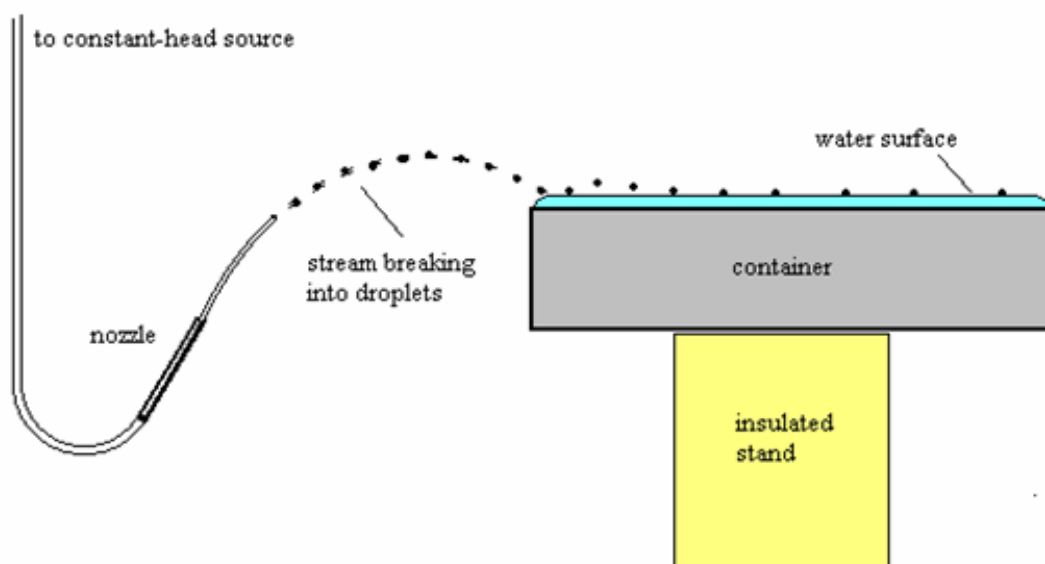 to constant-head source
water surface
stream breaking
into droplets
container
nozzle
insulated
stand